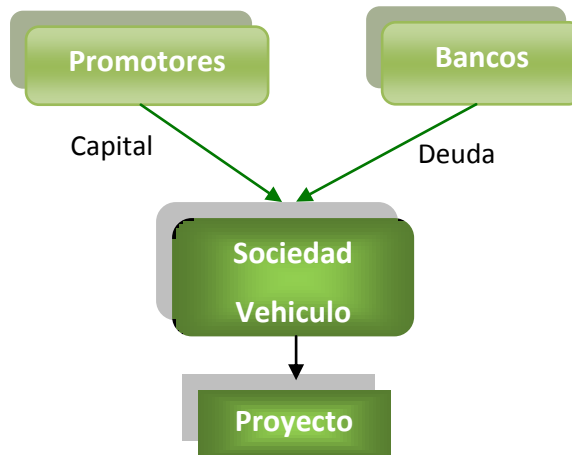 Promotores
Bancos
Capital
Deuda
Sociedad
Vehiculo
Proyecto